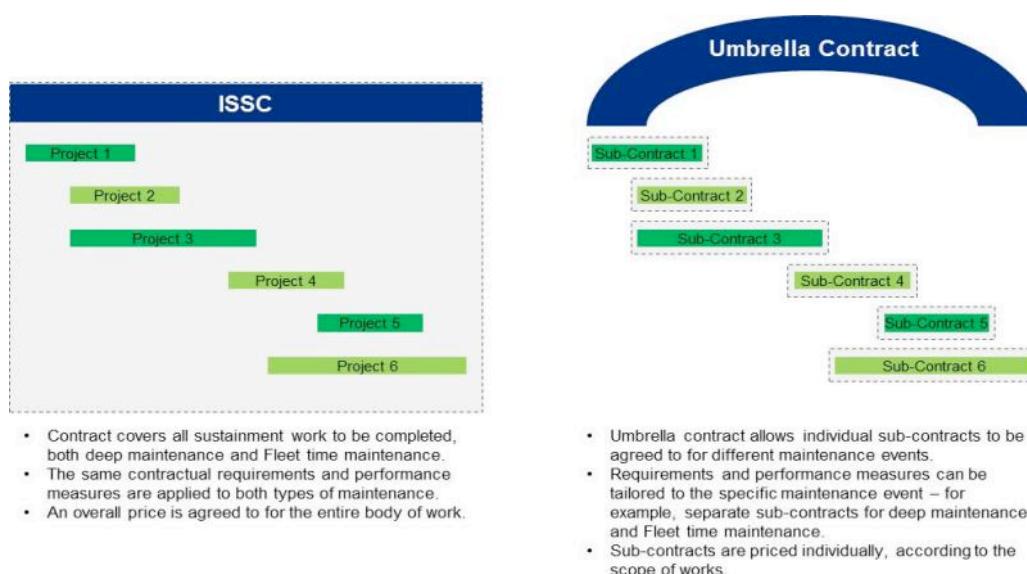 ISSC
Project 1
Project 2
Project 3
Project 4
Project 5
Project 6
• Contract covers all sustainment work to be completed,
both deep maintenance and Fleet time maintenance.
• The same contractual requirements and performance
measures are applied to both types of maintenance.
• An overall price is agreed to for the entire body of work.
Umbrella Contract
Sub-Contract 1
Sub-Contract 2
Sub-Contract 3
Sub-Contract 4
Sub-Contract 5
Sub-Contract 6
• Umbrella contract allows individual sub-contracts to be
agreed to for different maintenance events.
• Requirements and performance measures can be
tailored to the specific maintenance event – for
example, separate sub-contracts for deep maintenance
and Fleet time maintenance.
• Sub-contracts are priced individually, according to the
scope of works.